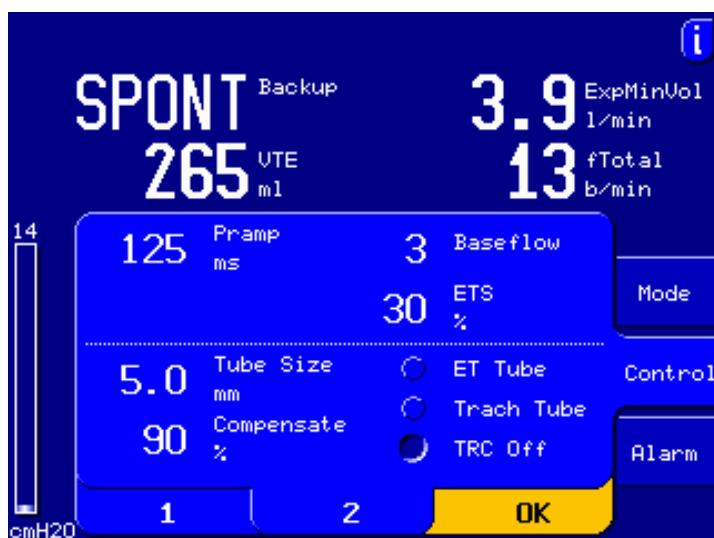 i
SPONT Backup 3.9 ExpMinVol
l/min
265 VTE 13 fTotal
ml b/min
14
125 Pramp 3 Baseflow
ms
30 ETS
% Mode
5.0 Tube Size ET Tube Control
mm
Trach Tube
90 Compensate
% TRC Off Alarm
1 2 OK
cmH2O